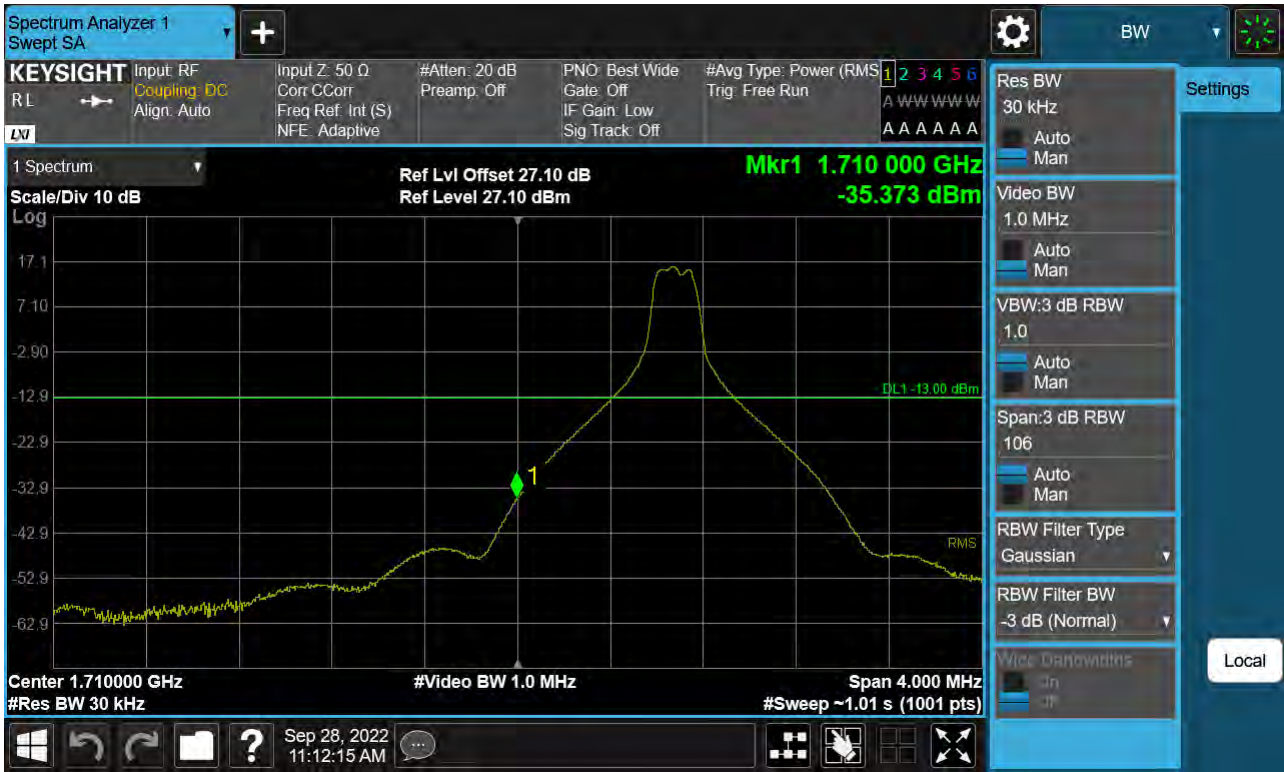 Spectrum Analyzer 1
Swept SA
+
BW
KEYSIGHT
RL
LXI
Input: RF
Coupling: DC
Align: Auto
Input Z: 50 Ω
Corr CCorr
Freq Ref: Int (S)
NFE: Adaptive
#Atten: 20 dB
Preamp: Off
PNO: Best Wide
Gate: Off
IF Gain: Low
Sig Track: Off
#Avg Type: Power (RMS
Trig: Free Run
1 2 3 4 5 6
A W W W W W
A A A A A A
1 Spectrum
Scale/Div 10 dB
Log
Ref Lvl Offset 27.10 dB
Ref Level 27.10 dBm
Mkr1 1.710 000 GHz
-35.373 dBm
17.1
7.10
-2.90
-12.9
-22.9
-32.9
-42.9
-52.9
-62.9
DL1 -13.00 dBm
1
RMS
Center 1.710000 GHz
#Res BW 30 kHz
#Video BW 1.0 MHz
Span 4.000 MHz
#Sweep ~1.01 s (1001 pts)
Res BW
30 kHz
Auto
Man
Video BW
1.0 MHz
Auto
Man
VBW:3 dB RBW
1.0
Auto
Man
Span:3 dB RBW
106
Auto
Man
RBW Filter Type
Gaussian
RBW Filter BW
-3 dB (Normal)
Settings
Local
?
Sep 28, 2022
11:12:15 AM